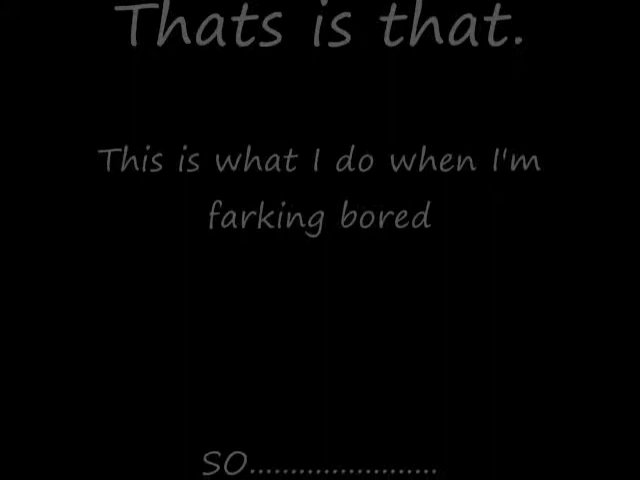 Thats is that.
This is what I do when I'm
farking bored
SO.......................